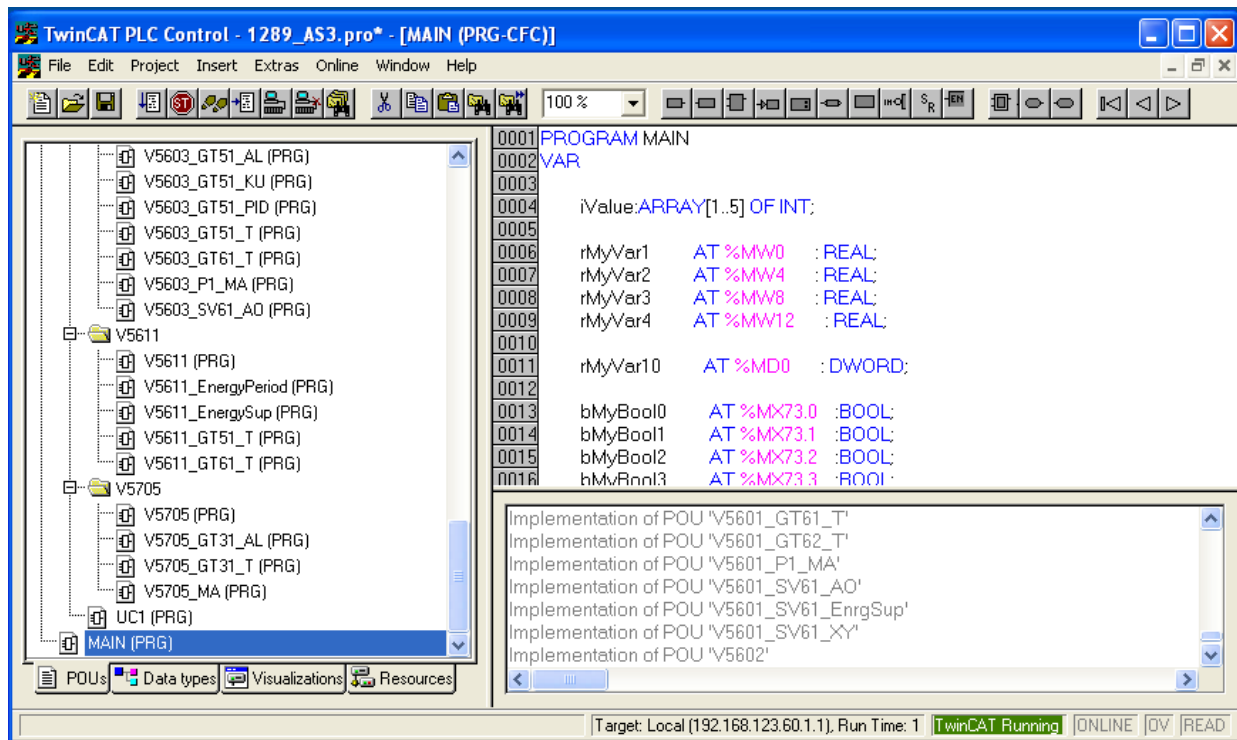 TwinCAT PLC Control - 1289_AS3.pro* - [MAIN (PRG-CFC)]
File Edit Project Insert Extras Online Window Help
100 %
V5603_GT51_AL (PRG)
V5603_GT51_KU (PRG)
V5603_GT51_PID (PRG)
V5603_GT51_T (PRG)
V5603_GT61_T (PRG)
V5603_P1_MA (PRG)
V5603_SV61_AO (PRG)
V5611
V5611 (PRG)
V5611_EnergyPeriod (PRG)
V5611_EnergySup (PRG)
V5611_GT51_T (PRG)
V5611_GT61_T (PRG)
V5705
V5705 (PRG)
V5705_GT31_AL (PRG)
V5705_GT31_T (PRG)
V5705_MA (PRG)
UC1 (PRG)
MAIN (PRG)
POUs Data types Visualizations Resources
0001 PROGRAM MAIN
0002 VAR
0003
0004 iValue:ARRAY[1..5] OF INT;
0005
0006 rMyVar1 AT %MW0 : REAL;
0007 rMyVar2 AT %MW4 : REAL;
0008 rMyVar3 AT %MW8 : REAL;
0009 rMyVar4 AT %MW12 : REAL;
0010
0011 rMyVar10 AT %MD0 : DWORD;
0012
0013 bMyBool0 AT %MX73.0 :BOOL;
0014 bMyBool1 AT %MX73.1 :BOOL;
0015 bMyBool2 AT %MX73.2 :BOOL;
0016 bMyBool3 AT %MX73.3 :BOOL;
Implementation of POU 'V5601_GT61_T'
Implementation of POU 'V5601_GT62_T'
Implementation of POU 'V5601_P1_MA'
Implementation of POU 'V5601_SV61_AO'
Implementation of POU 'V5601_SV61_EnrgSup'
Implementation of POU 'V5601_SV61_XY'
Implementation of POU 'V5602'
Target: Local (192.168.123.60.1.1), Run Time: 1 TwinCAT Running ONLINE OV READ